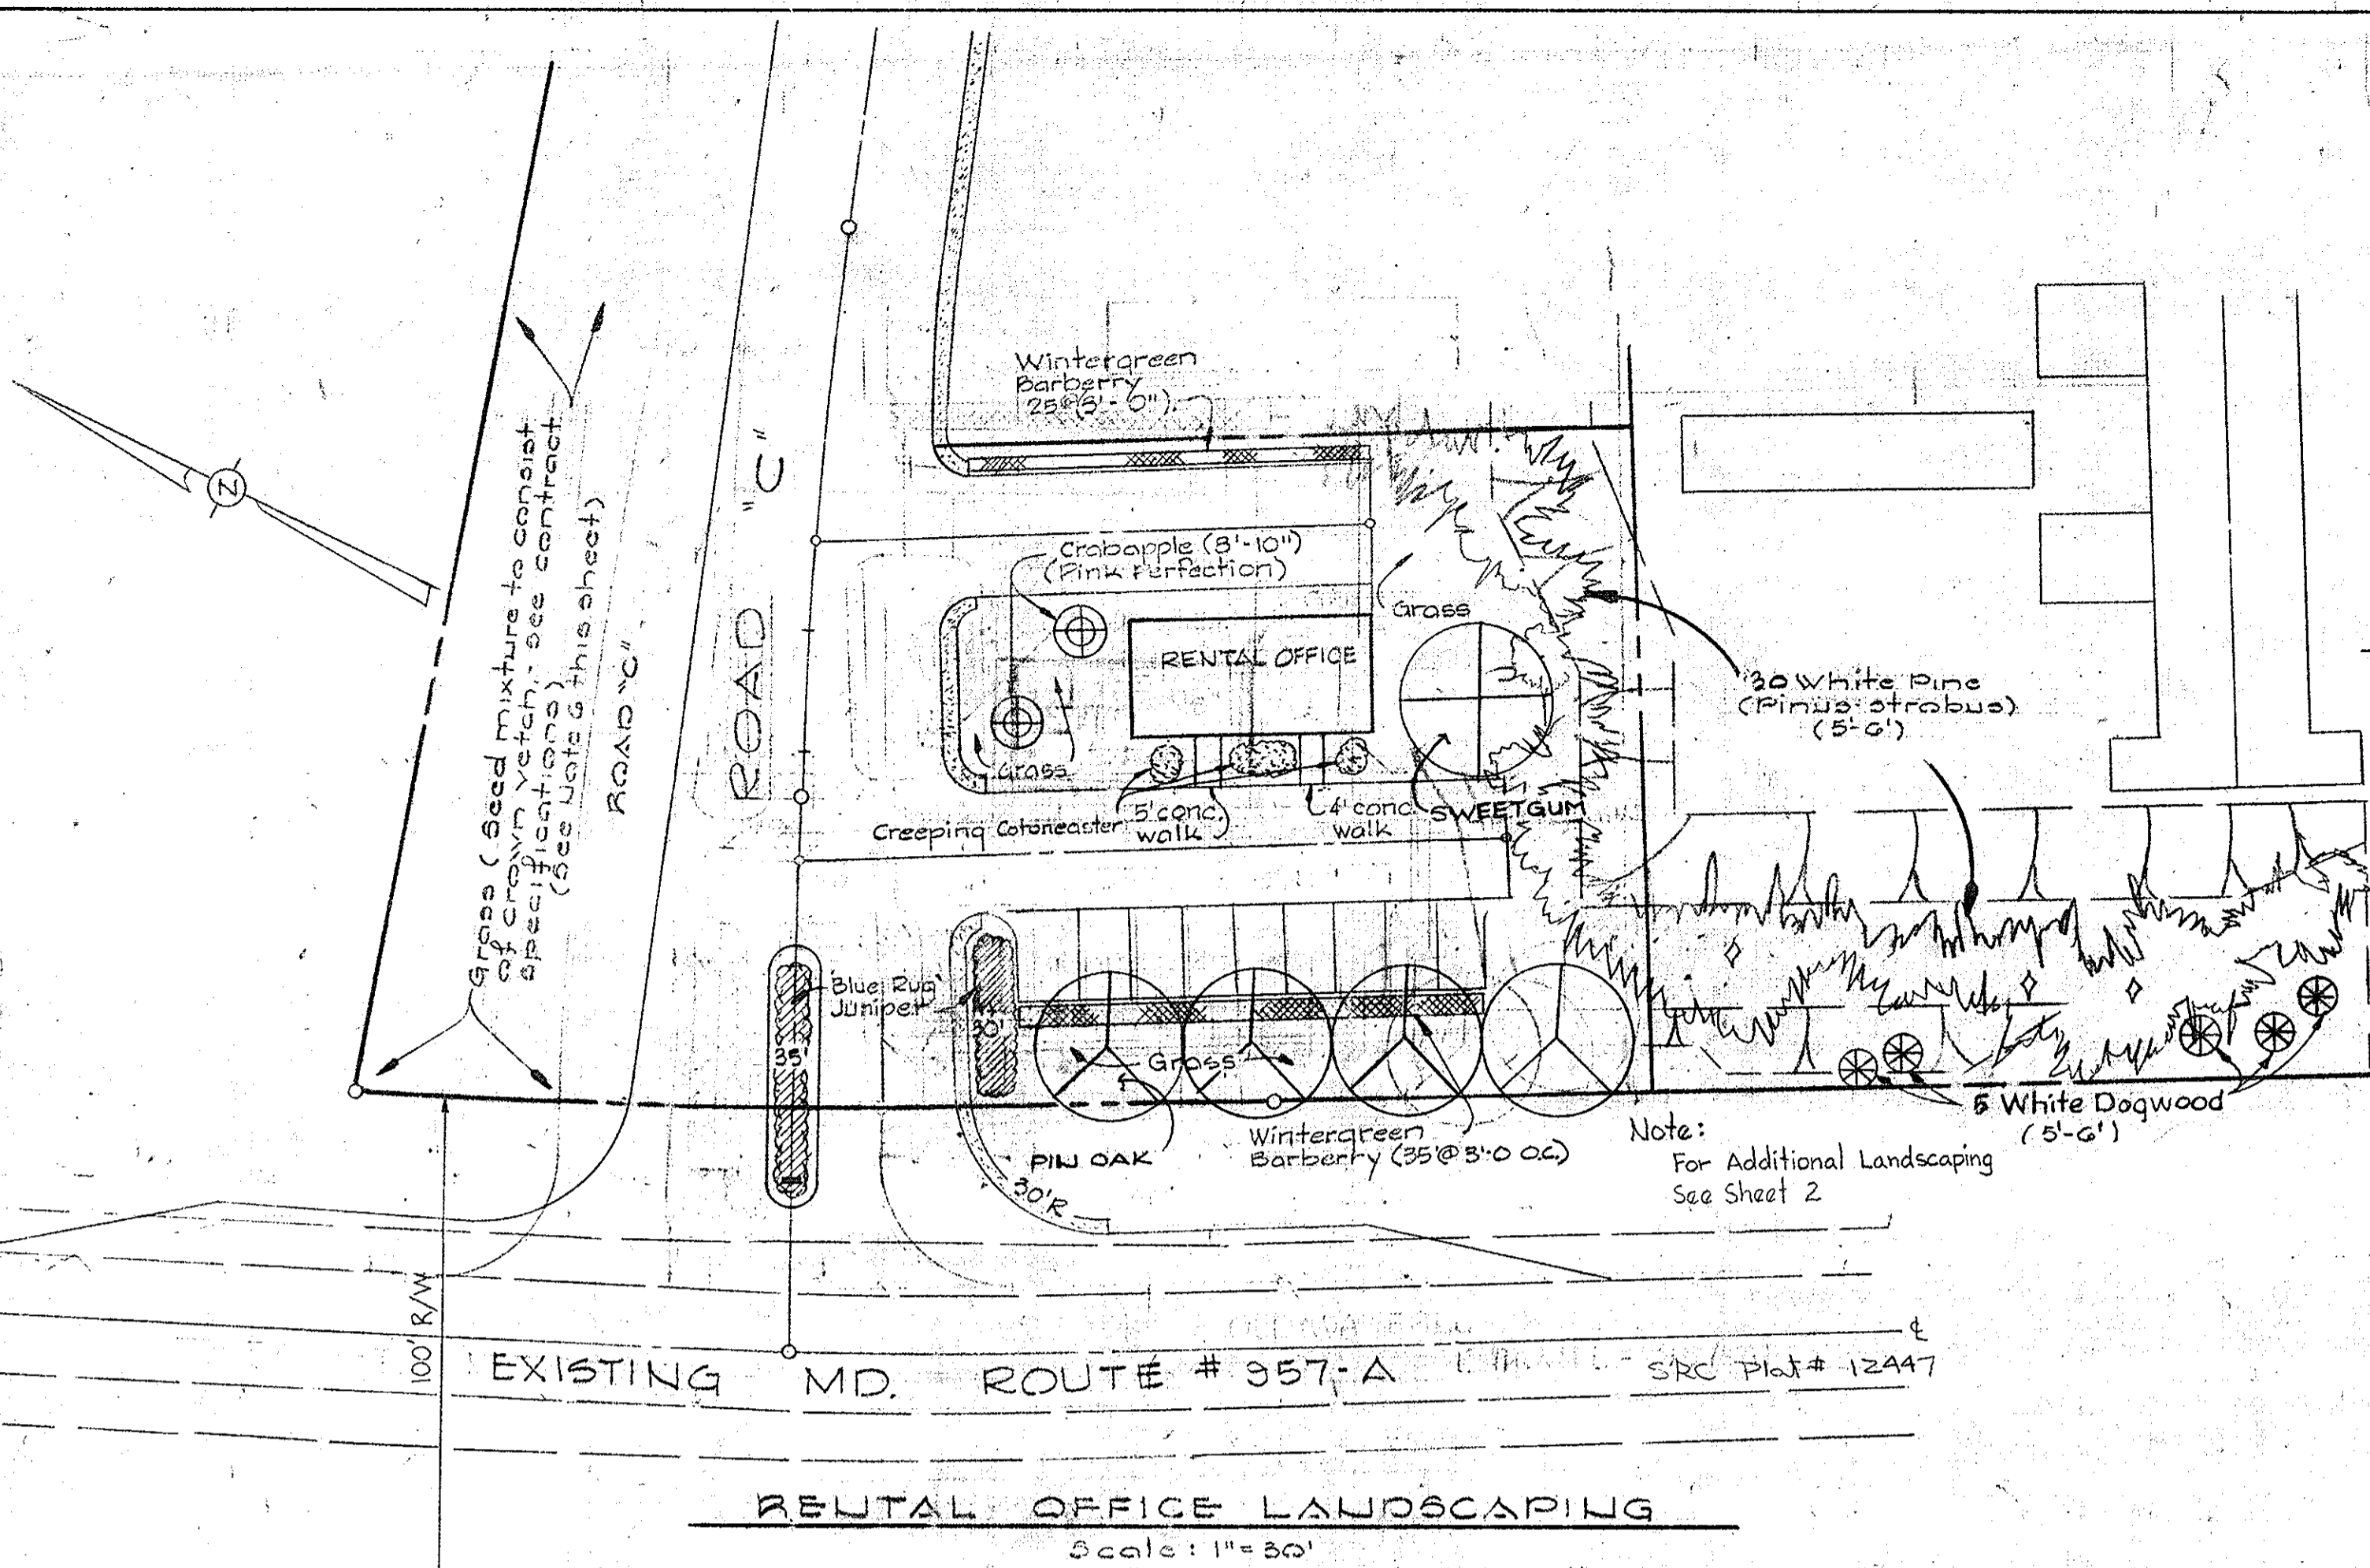 Wintergreen
Barberry
Crabapple (8'-10")
(Pink Perfection)
Grass
RENTAL OFFICE
30 White Pine
(Pinus strobus)
(5'-6')
Grass
Creeping Cotoneaster
5' conc.
walk
4' conc.
walk
SWEETGUM
ROAD "C"
Grass (Seed mixture to consist
of crown vetch, - see contract
specifications)
(See Note 6 this sheet)
ROAD "C"
N
Blue Rug
Juniper
35'
30'
Grass
PIN OAK
Wintergreen
Barberry (35@3'-0 O.C.)
30'R
5 White Dogwood
(5'-6')
Note:
For Additional Landscaping
See Sheet 2
100' R/W
EXISTING MD. ROUTE # 957-A
SRC Plat # 12447
RENTAL OFFICE LANDSCAPING
Scale: 1"=30'